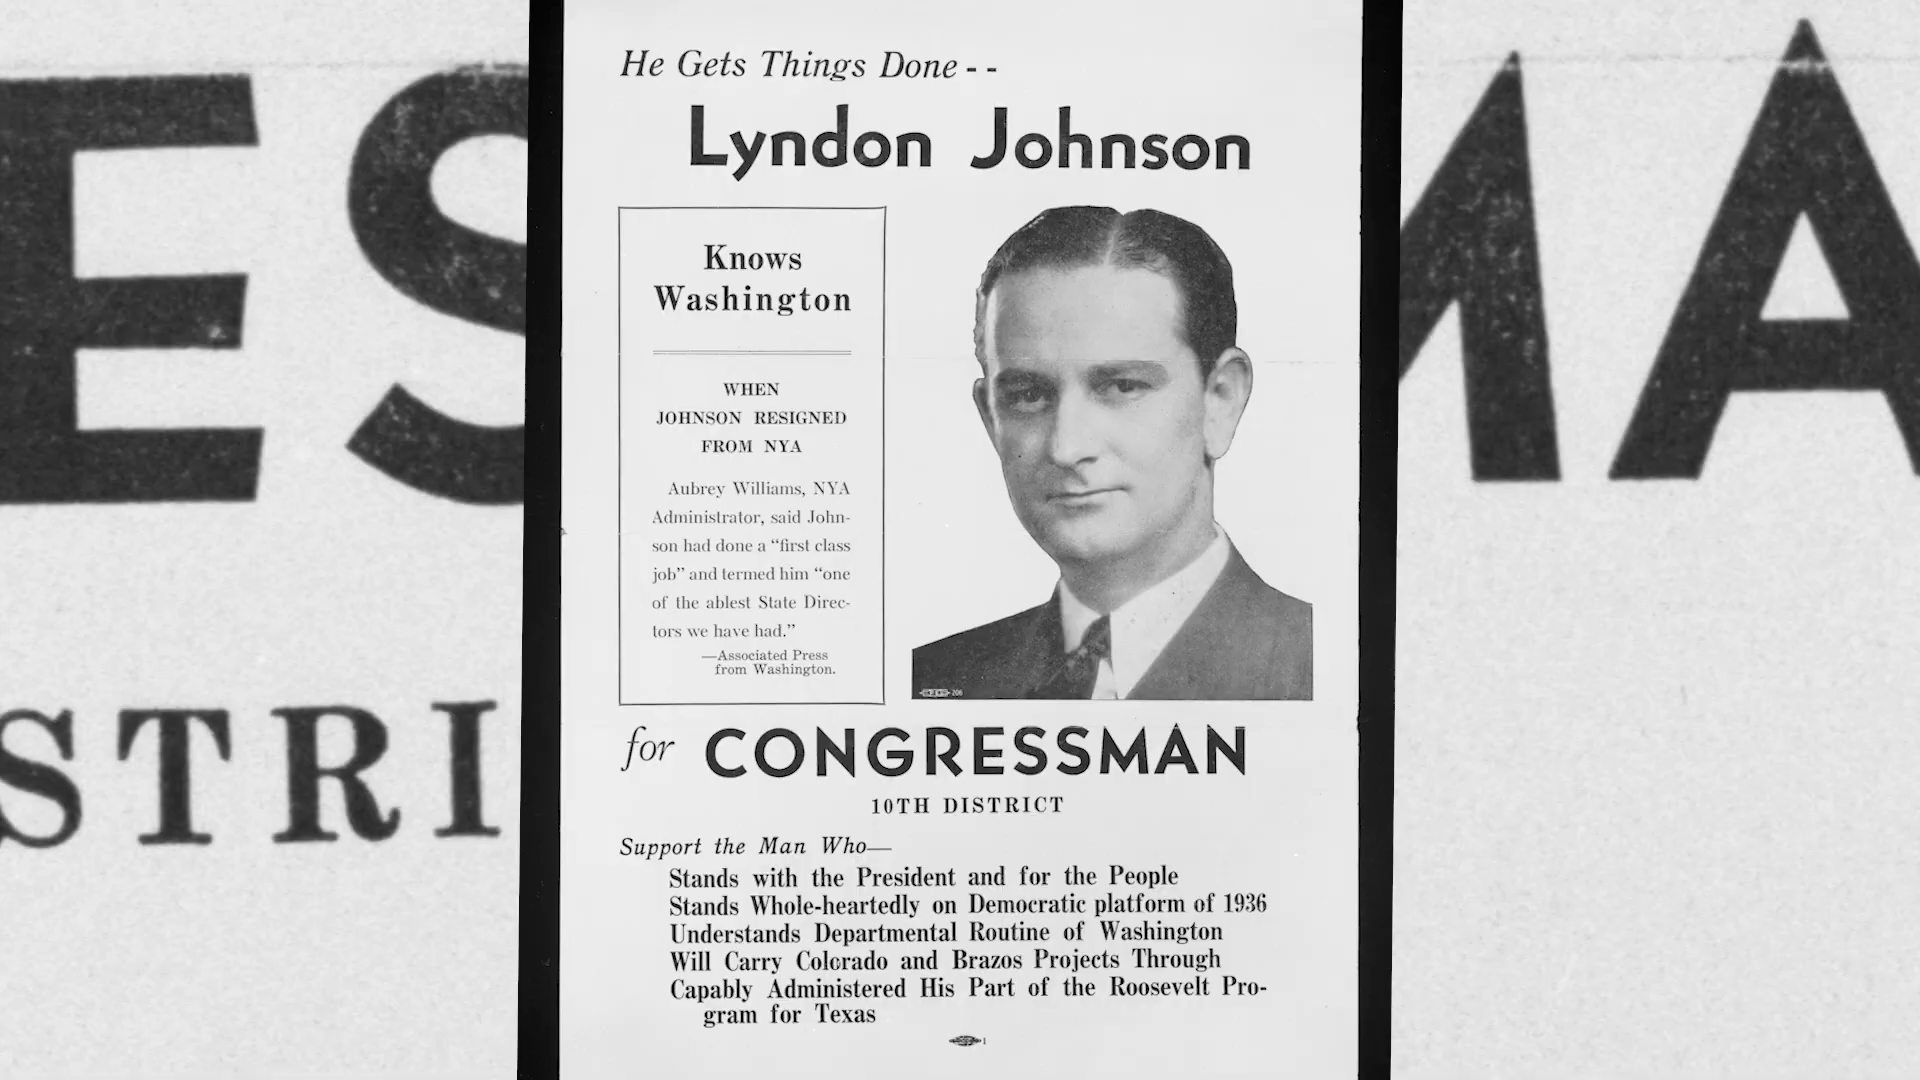 He Gets Things Done - -
Lyndon Johnson
Knows
Washington
WHEN
JOHNSON RESIGNED
FROM NYA
Aubrey Williams, NYA
Administrator, said John-
son had done a “first class
job” and termed him “one
of the ablest State Direc-
tors we have had.”
—Associated Press
from Washington.
206
for CONGRESSMAN
10TH DISTRICT
Support the Man Who—
Stands with the President and for the People
Stands Whole-heartedly on Democratic platform of 1936
Understands Departmental Routine of Washington
Will Carry Colorado and Brazos Projects Through
Capably Administered His Part of the Roosevelt Pro-
gram for Texas
1
ES
MA
STRI